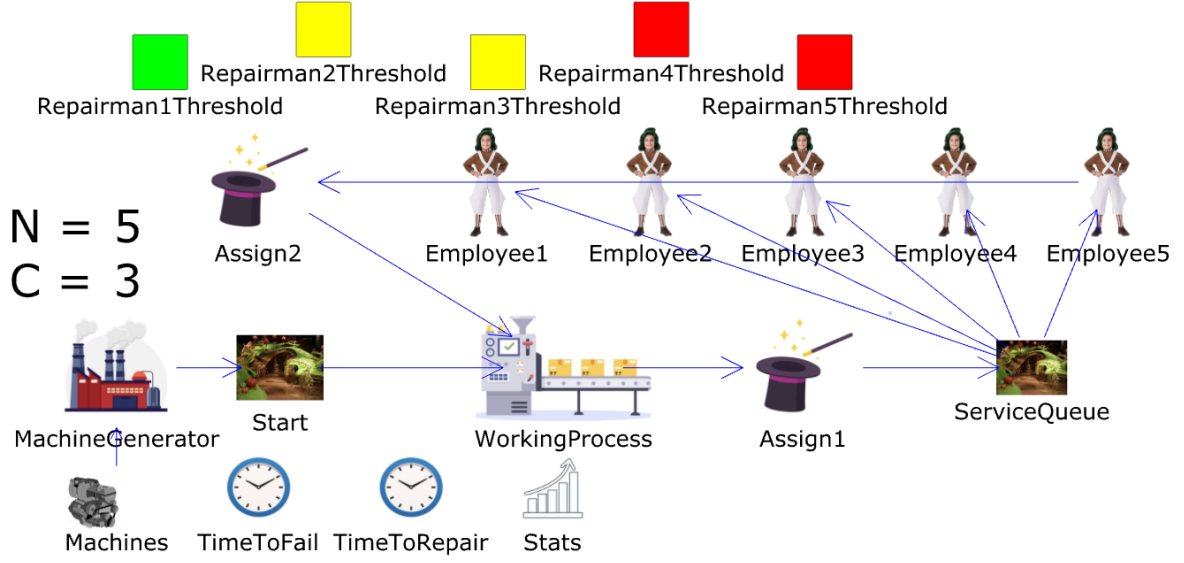 Repairman2Threshold Repairman4Threshold
Repairman1Threshold Repairman3Threshold Repairman5Threshold
N = 5
C = 3
Assign2 Employee1 Employee2 Employee3 Employee4 Employee5
MachineGenerator Start WorkingProcess Assign1 ServiceQueue
Machines TimeToFail TimeToRepair Stats